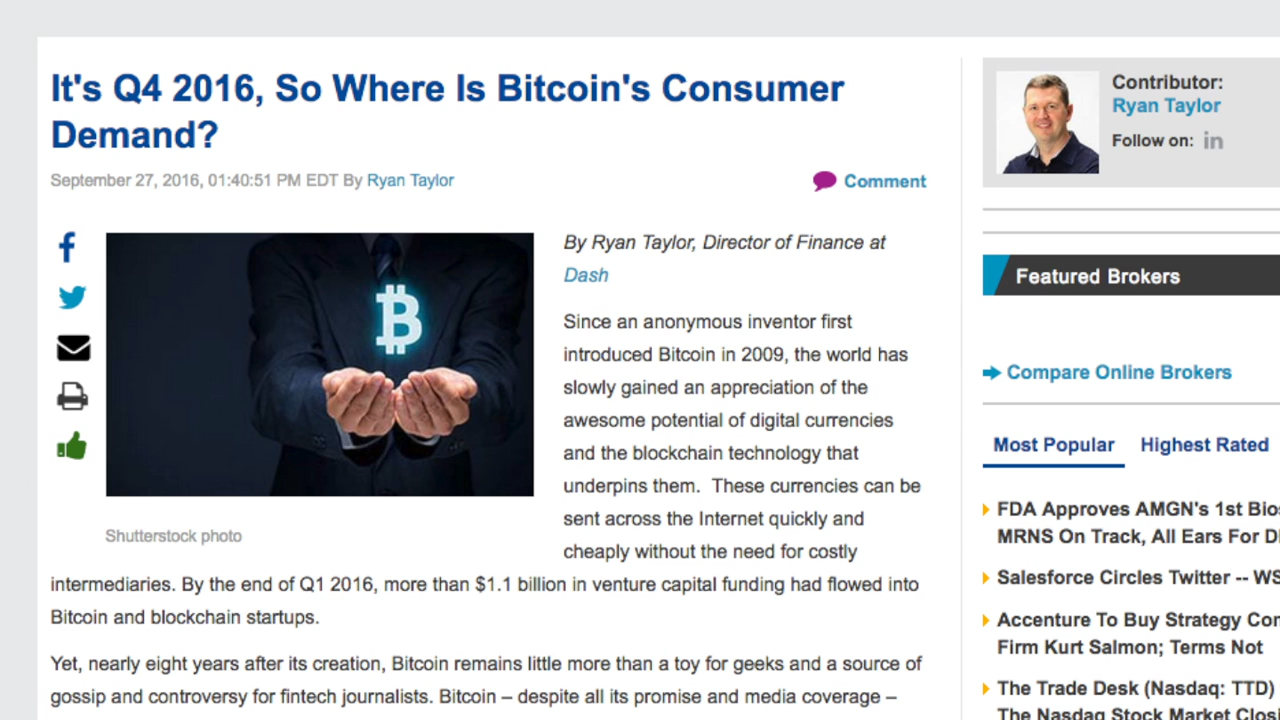 It's Q4 2016, So Where Is Bitcoin's Consumer
Demand?
September 27, 2016, 01:40:51 PM EDT By Ryan Taylor
Comment
By Ryan Taylor, Director of Finance at
Dash
Since an anonymous inventor first
introduced Bitcoin in 2009, the world has
slowly gained an appreciation of the
awesome potential of digital currencies
and the blockchain technology that
underpins them.  These currencies can be
sent across the Internet quickly and
cheaply without the need for costly
Shutterstock photo
intermediaries. By the end of Q1 2016, more than $1.1 billion in venture capital funding had flowed into
Bitcoin and blockchain startups.
Yet, nearly eight years after its creation, Bitcoin remains little more than a toy for geeks and a source of
gossip and controversy for fintech journalists. Bitcoin – despite all its promise and media coverage –
Contributor:
Ryan Taylor
Follow on: in
Featured Brokers
Compare Online Brokers
Most Popular Highest Rated
FDA Approves AMGN's 1st
MRNS On Track, All Ears For
Salesforce Circles Twitter --
Accenture To Buy Strategy
Firm Kurt Salmon; Terms Not
The Trade Desk (Nasdaq: TTD)
The Nasdaq Stock Market